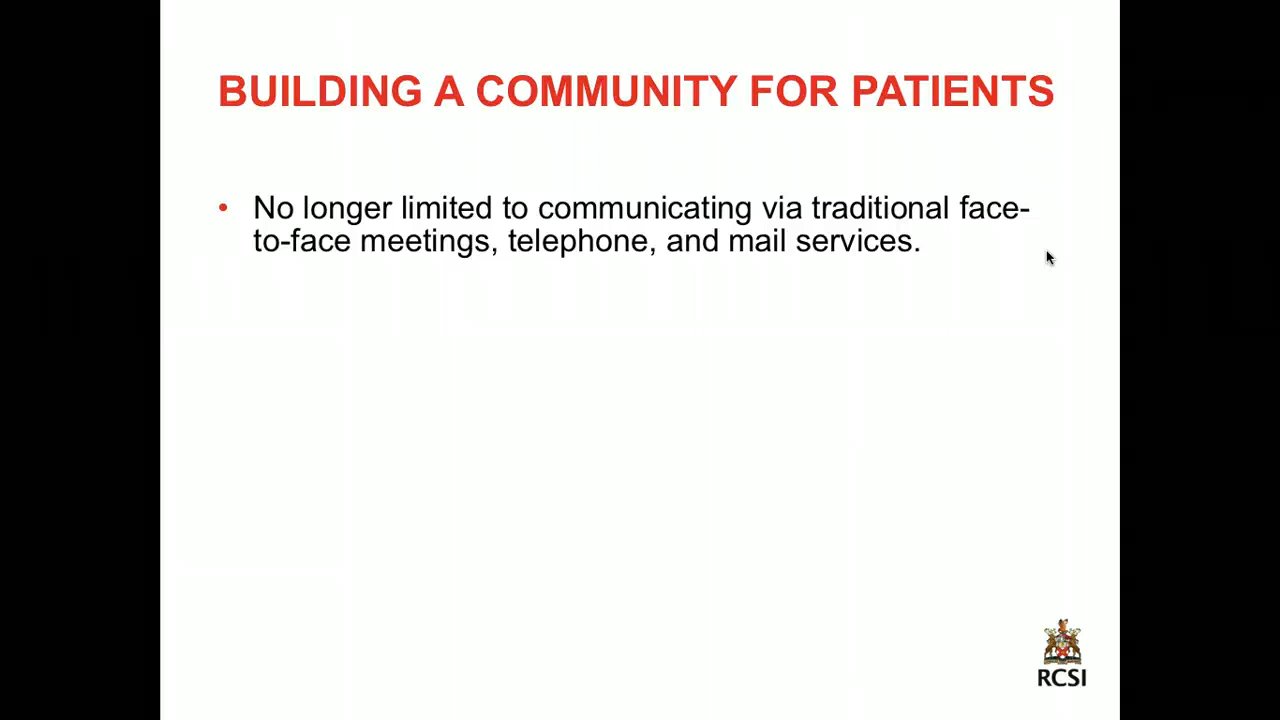 BUILDING A COMMUNITY FOR PATIENTS
• No longer limited to communicating via traditional face-
to-face meetings, telephone, and mail services.
RCSI